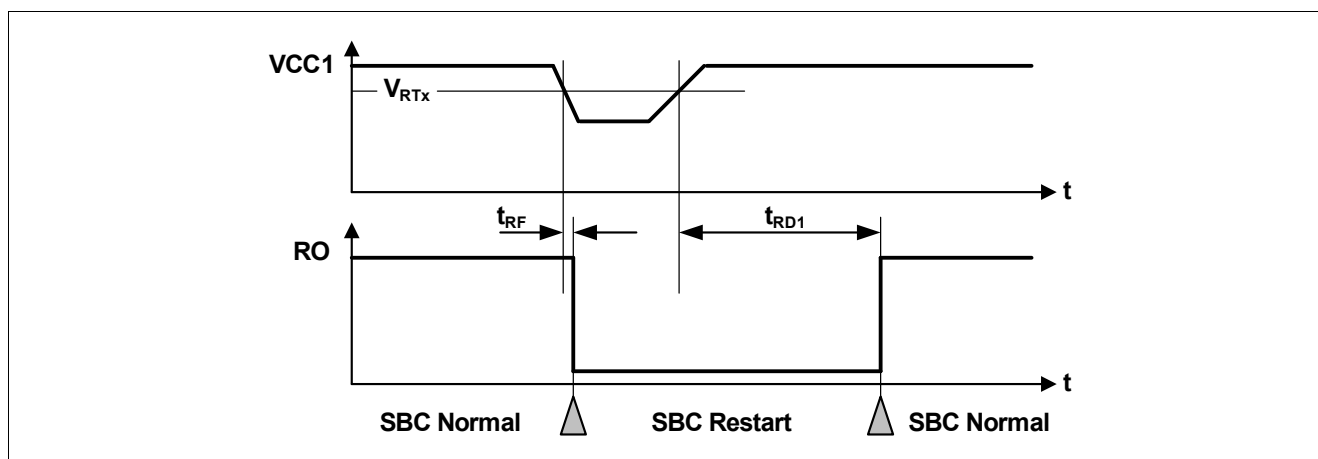 VCC1
VRTx
t
tRF
tRD1
RO
t
SBC Normal
SBC Restart
SBC Normal